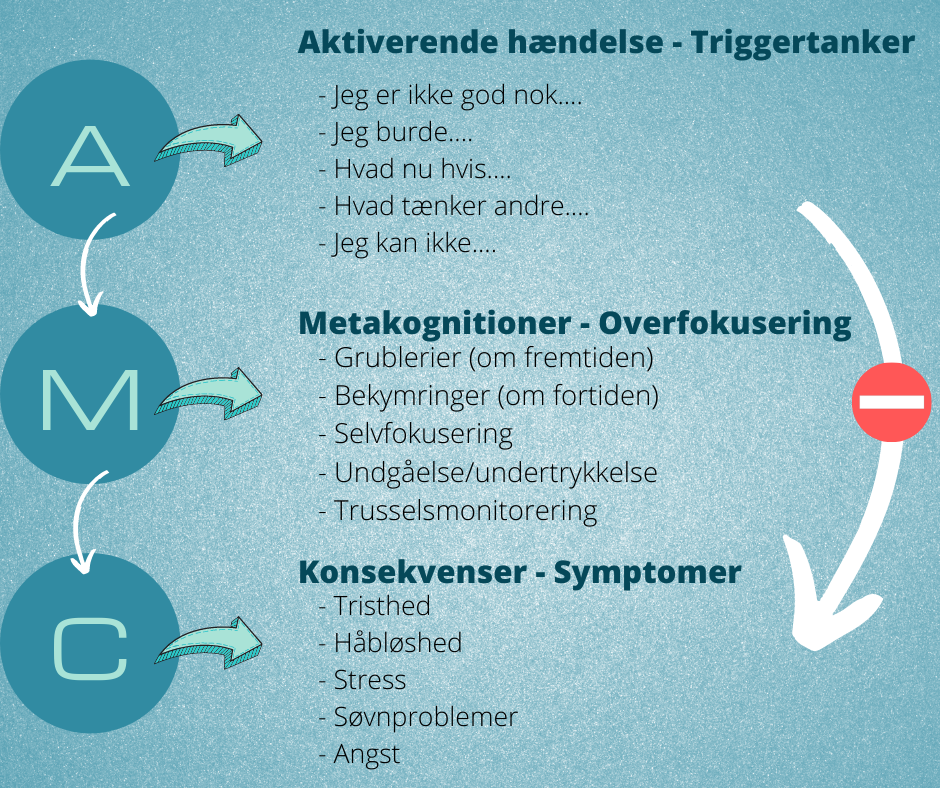 Aktiverende hændelse - Triggertanker
A
- Jeg er ikke god nok....
- Jeg burde....
- Hvad nu hvis....
- Hvad tænker andre....
- Jeg kan ikke....
M
Metakognitioner - Overfokusering
- Grublerier (om fremtiden)
- Bekymringer (om fortiden)
- Selvfokusering
- Undgåelse/undertrykkelse
- Trusselsmonitorering
C
Konsekvenser - Symptomer
- Tristhed
- Håbløshed
- Stress
- Søvnproblemer
- Angst